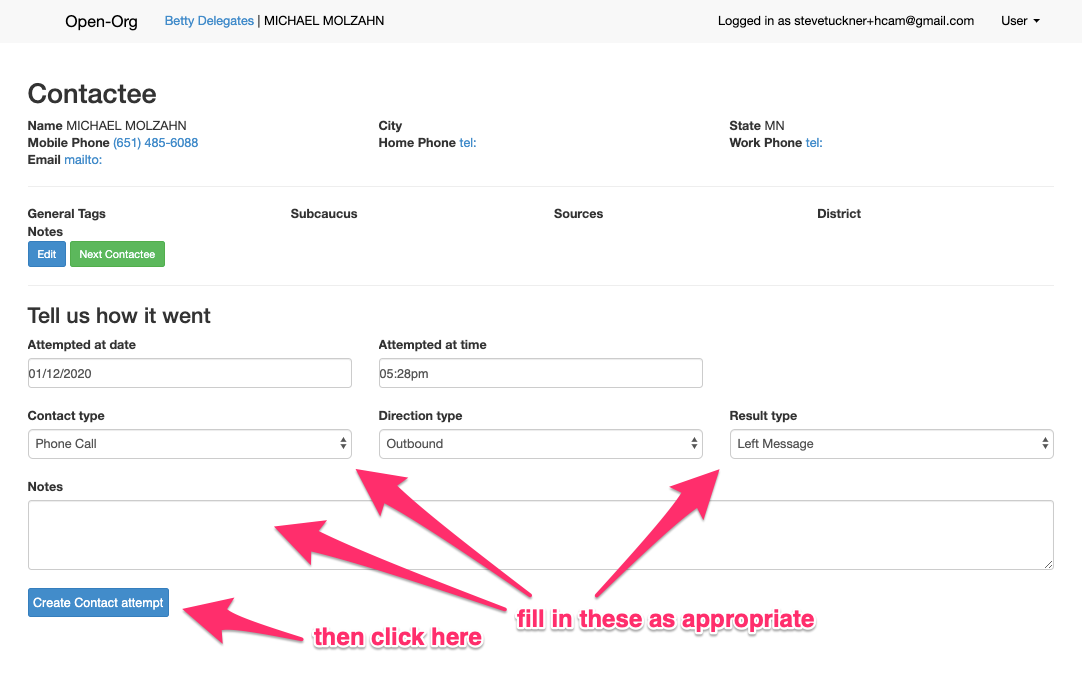 Open-Org Betty Delegates | MICHAEL MOLZAHN Logged in as stevetuckner+hcam@gmail.com User
Contactee
Name MICHAEL MOLZAHN City State MN
Mobile Phone (651) 485-6088 Home Phone tel: Work Phone tel:
Email mailto:
General Tags Subcaucus Sources District
Notes
Edit Next Contactee
Tell us how it went
Attempted at date Attempted at time
01/12/2020 05:28pm
Contact type Direction type Result type
Phone Call Outbound Left Message
Notes
Create Contact attempt
fill in these as appropriate
then click here